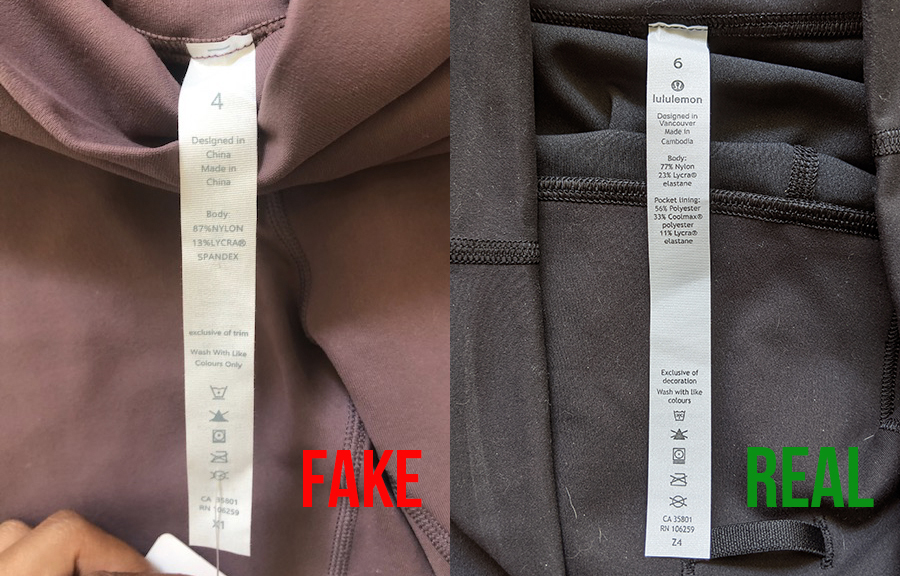 4
Designed in
China
Made in
China
Body
87%NYLON
13%LYCRA®
SPANDEX
exclusive of trim
Wash With Like
Colours Only
CA 35801
RN 106259
X1
FAKE
6
lululemon
Designed in
Vancouver
Made in
Cambodia
Body:
77% Nylon
23% Lycra®
elastane
Pocket lining:
56% Polyester
33% Coolmax®
polyester
11% Lycra®
elastane
Exclusive of
decoration
Wash with like
colours
CA 35801
RN 106259
Z4
REAL